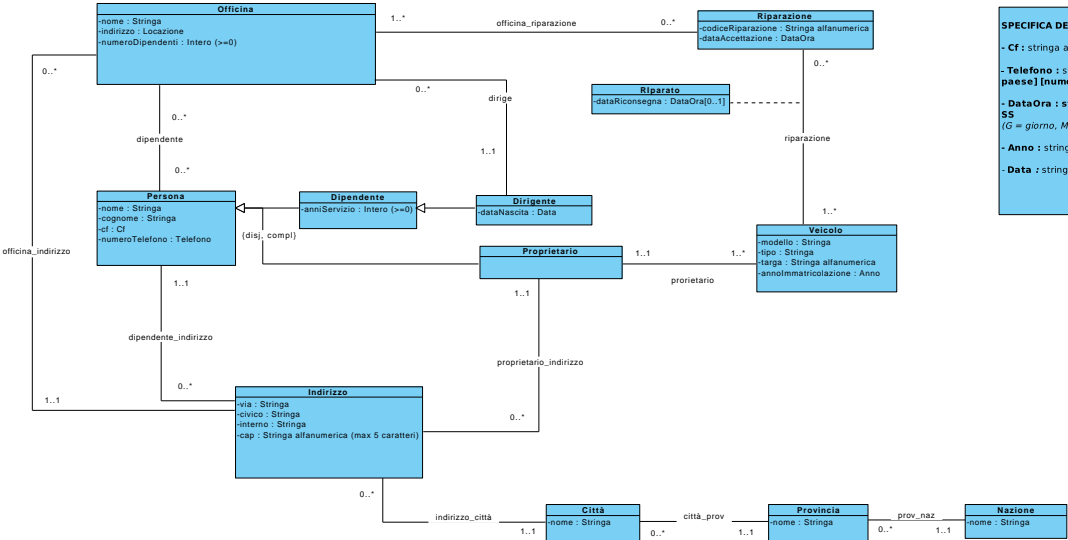 Officina
-nome : Stringa
-indirizzo : Locazione
-numeroDipendenti : Intero (>=0)
1..*
officina_riparazione
0..*
Riparazione
-codiceRiparazione : Stringa alfanumerica
-dataAccettazione : DataOra
SPECIFICA DE
- Cf : stringa a
- Telefono : s
paese] [num
- DataOra : s
SS
(G = giorno, M
- Anno : string
- Data : string
0..*
0..*
dirige
RIparato
-dataRiconsegna : DataOra[0..1]
0..*
0..*
dipendente
riparazione
1..1
0..*
Persona
-nome : Stringa
-cognome : Stringa
-cf : Cf
-numeroTelefono : Telefono
Dipendente
-anniServizio : Intero (>=0)
Dirigente
-dataNascita : Data
1..*
{disj, compl}
Veicolo
-modello : Stringa
-tipo : Stringa
-targa : Stringa alfanumerica
-annoImmatricolazione : Anno
officina_indirizzo
Proprietario
1..1
1..*
prorietario
1..1
1..1
dipendente_indirizzo
proprietario_indirizzo
0..*
1..1
Indirizzo
-via : Stringa
-civico : Stringa
-interno : Stringa
-cap : Stringa alfanumerica (max 5 caratteri)
0..*
0..*
indirizzo_città
1..1
Città
-nome : Stringa
0..*
città_prov
1..1
Provincia
-nome : Stringa
0..*
prov_naz
1..1
Nazione
-nome : Stringa